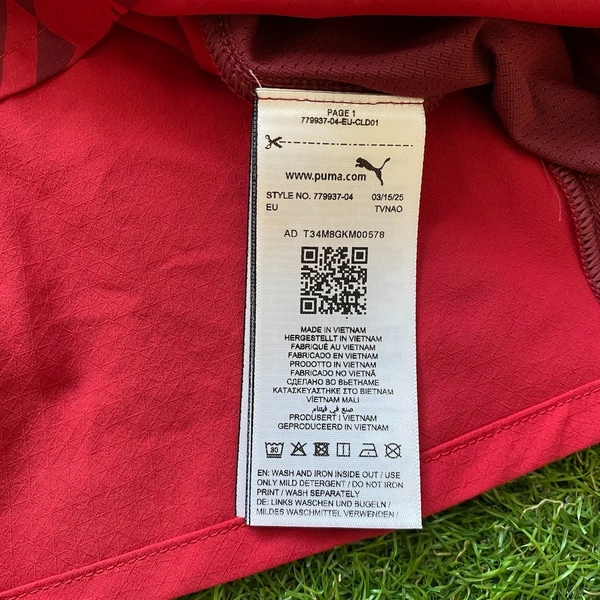 PAGE 1
779937-04-EU-CLD01
www.puma.com
STYLE NO. 779937-04 03/15/25
EU TVNAO
AD T34M8GKM00578
MADE IN VIETNAM
HERGESTELLT IN VIETNAM
FABRIQUÉ AU VIETNAM
FABRICADO EN VIETNAM
PRODOTTO IN VIETNAM
FABRICADO NO VIETNÃ
СДЕЛАНО ВО ВЬЕТНАМЕ
ΚΑΤΑΣΚΕΥΑΣΤΗΚΕ ΣΤΟ ΒΙΕΤΝΑΜ
VİETNAM MALI
صنع في فيتنام
PRODUSERT I VIETNAM
GEPRODUCEERD IN VIETNAM
30
EN: WASH AND IRON INSIDE OUT / USE
ONLY MILD DETERGENT / DO NOT IRON
PRINT / WASH SEPARATELY
DE: LINKS WASCHEN UND BUGELN /
MILDES WASCHMITTEL VERWENDEN /